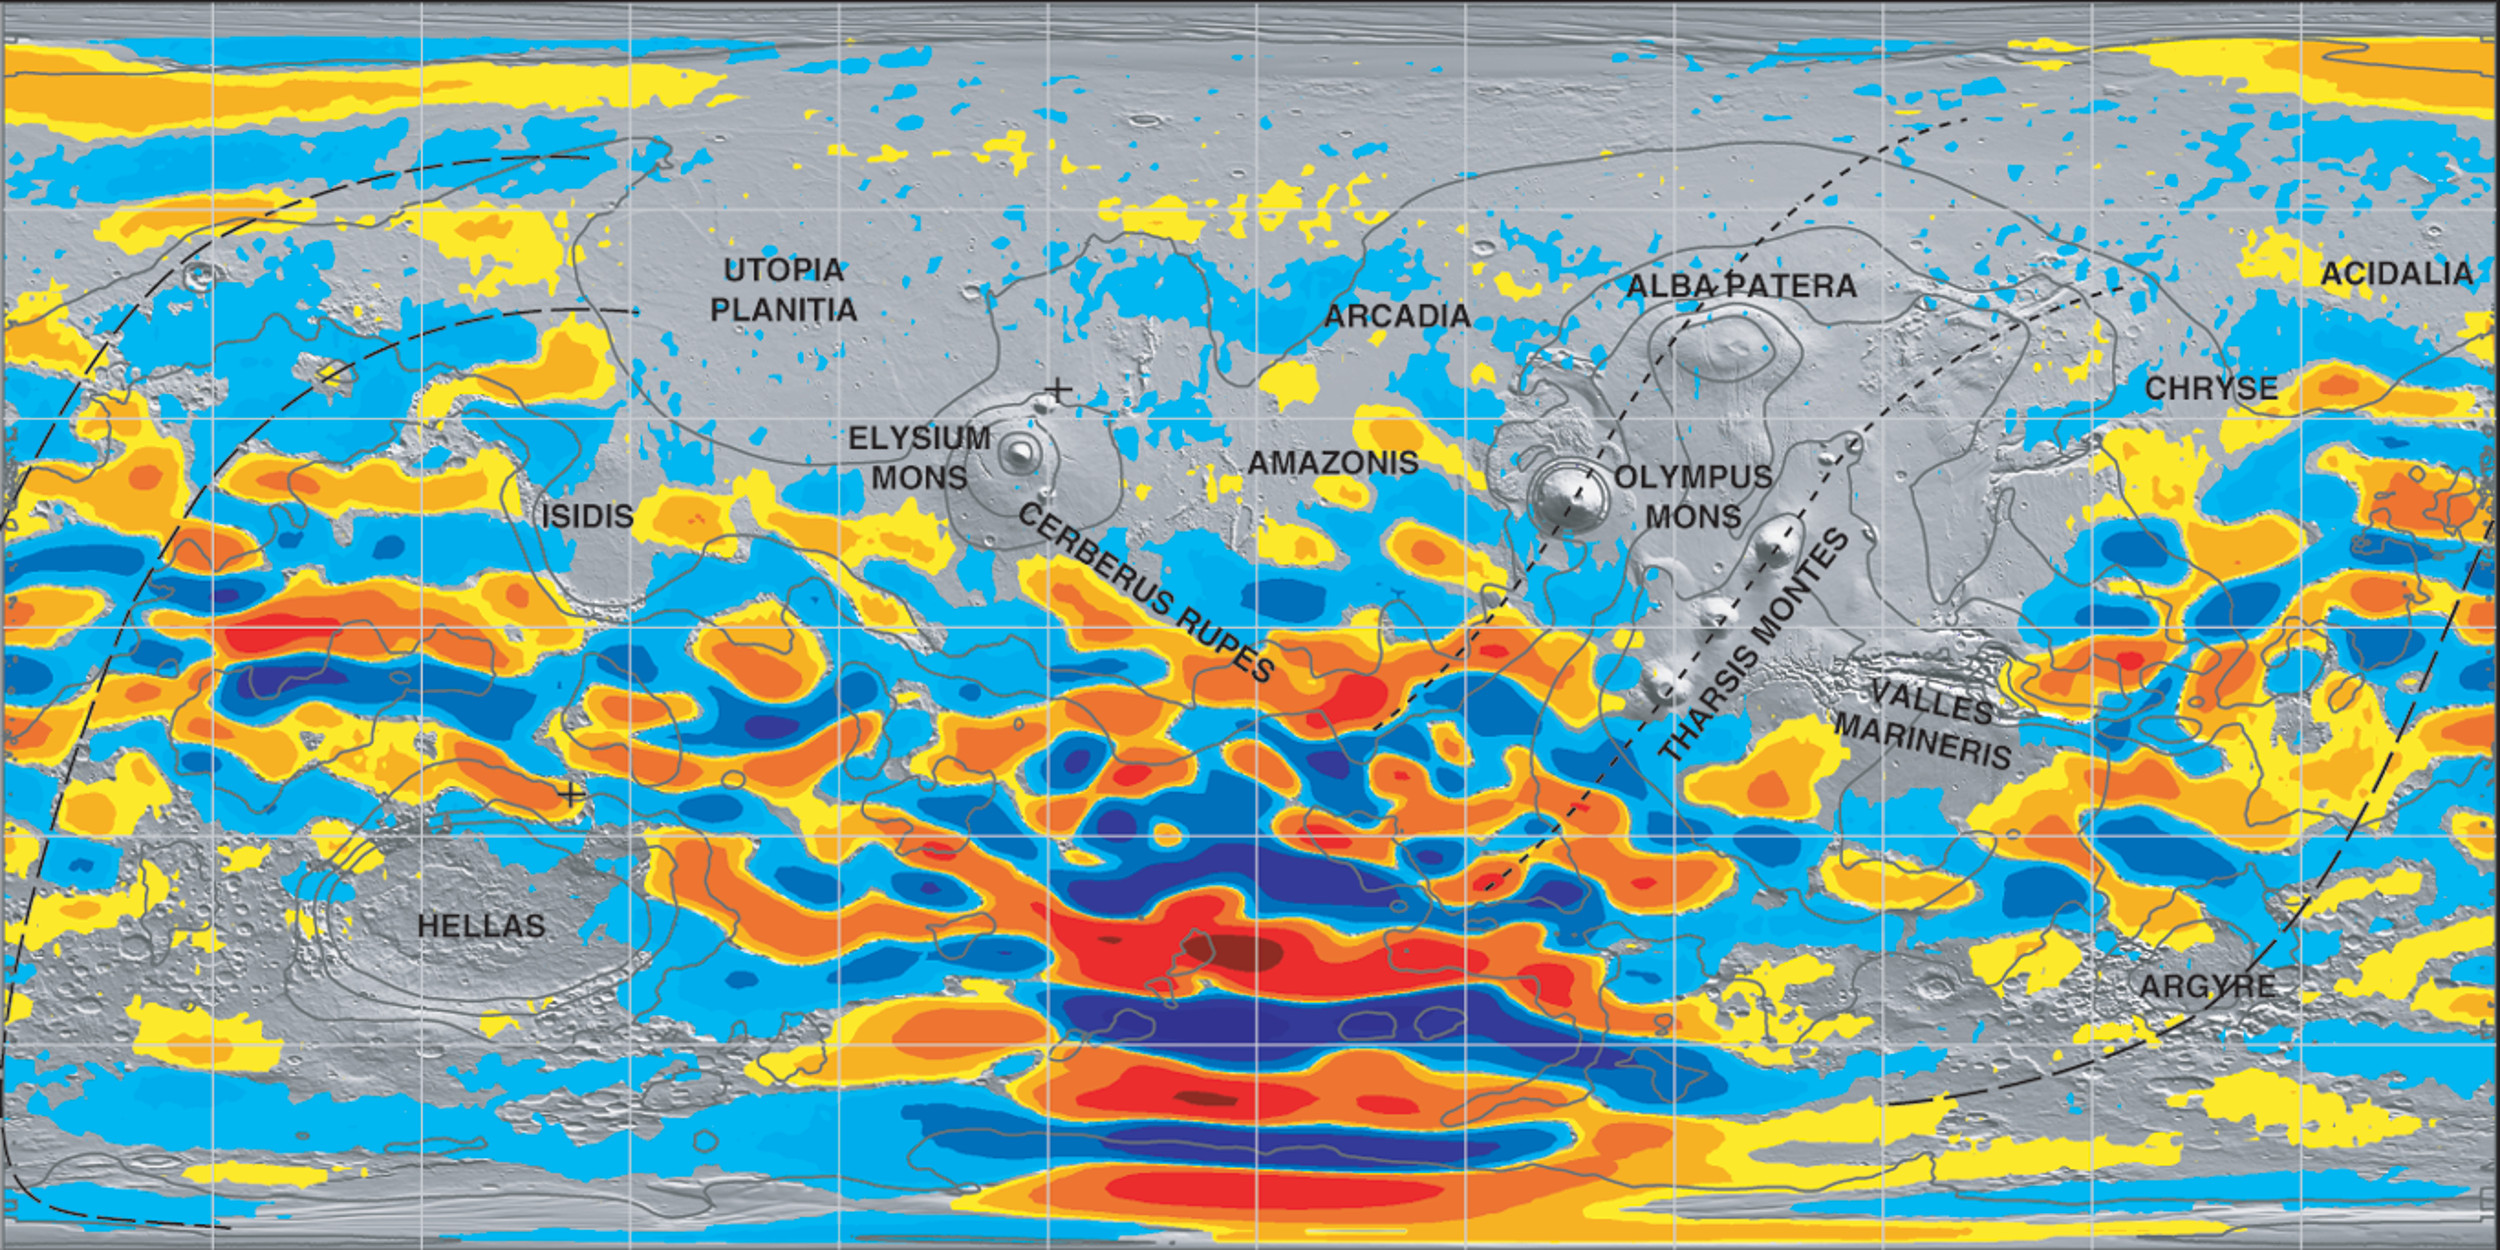 UTOPIA
PLANITIA
ALBA PATERA
ACIDALIA
ARCADIA
CHRYSE
ELYSIUM
MONS
AMAZONIS
OLYMPUS
MONS
ISIDIS
CERBERUS RUPES
THARSIS MONTES
VALLES
MARINERIS
HELLAS
ARGYRE